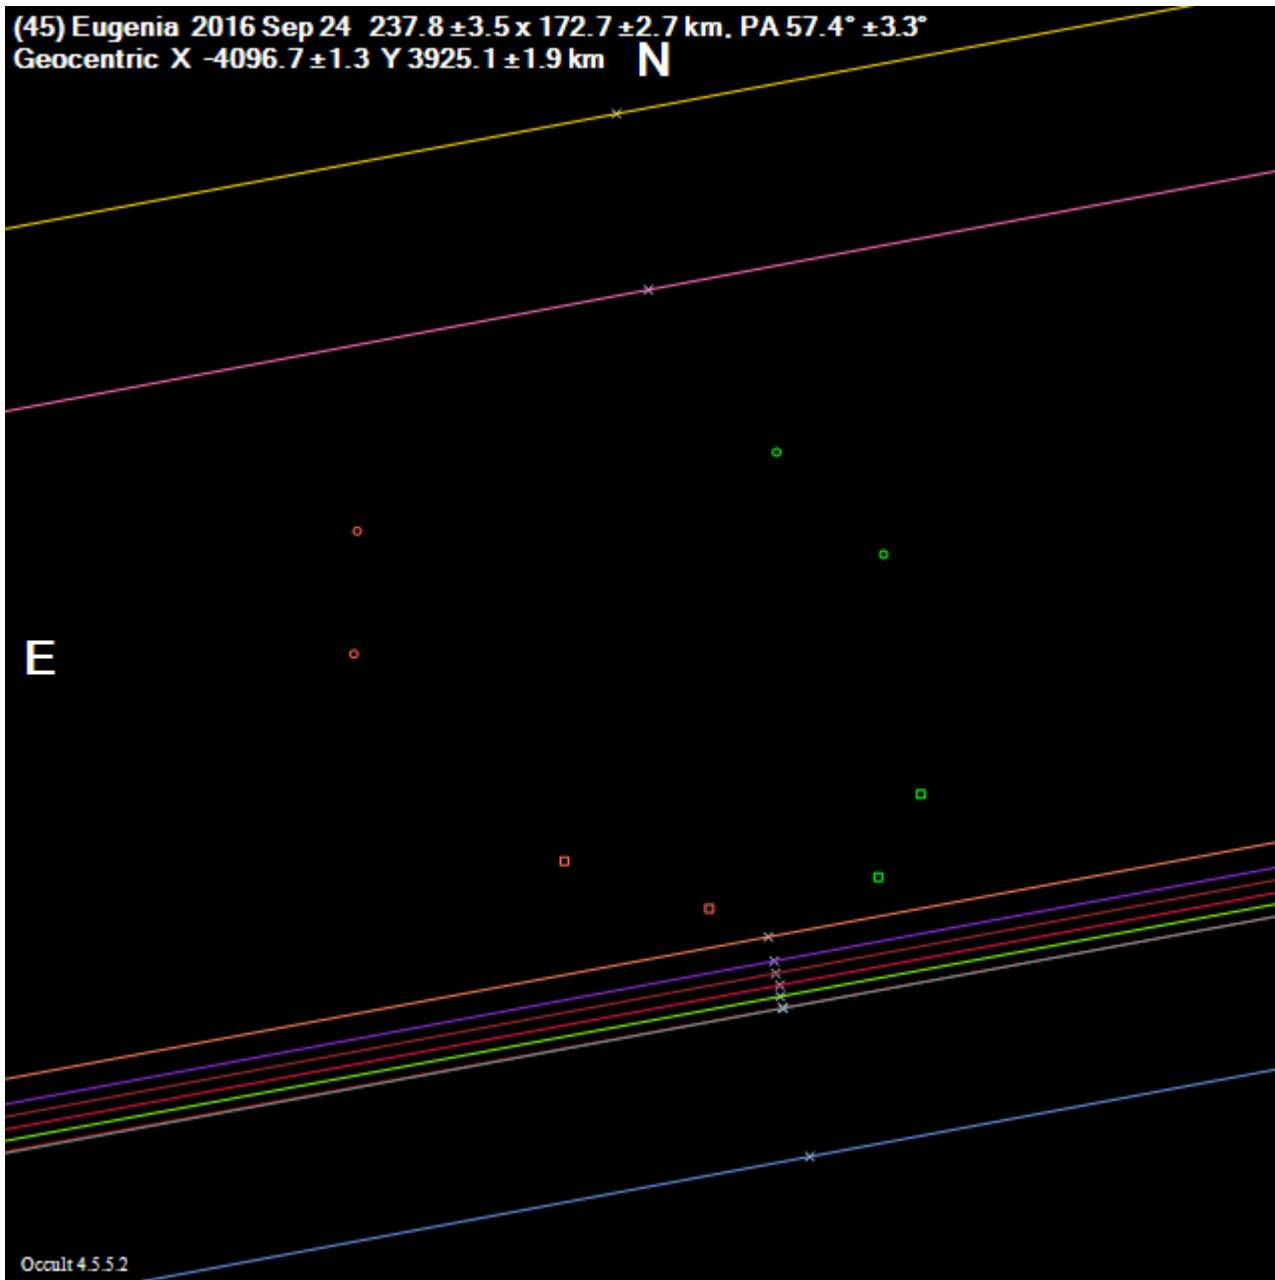 (45) Eugenia 2016 Sep 24 237.8 ±3.5 x 172.7 ±2.7 km, PA 57.4° ±3.3°
Geocentric X -4096.7 ±1.3 Y 3925.1 ±1.9 km
N
E
Occult 4.5.5.2